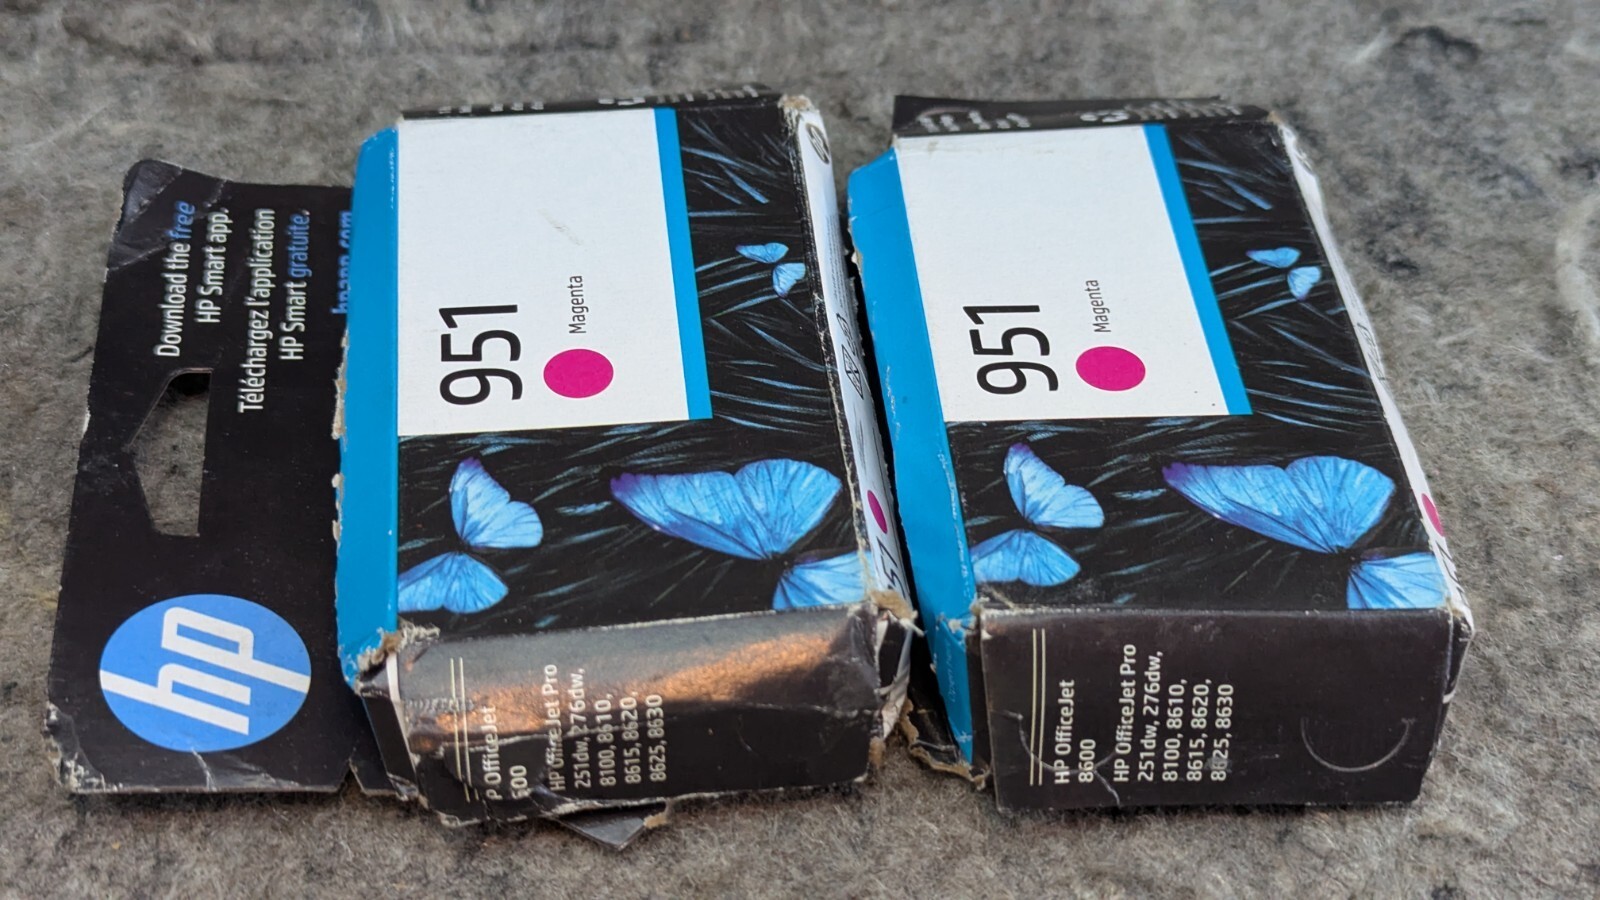 Download the free
HP Smart app.
Téléchargez l'application
HP Smart gratuite.
hpapp.com
hp
951
Magenta
P OfficeJet
600
HP OfficeJet Pro
251dw, 276dw,
8100, 8610,
8615, 8620,
8625, 8630
951
Magenta
HP OfficeJet
8600
HP OfficeJet Pro
251dw, 276dw,
8100, 8610,
8615, 8620,
8625, 8630